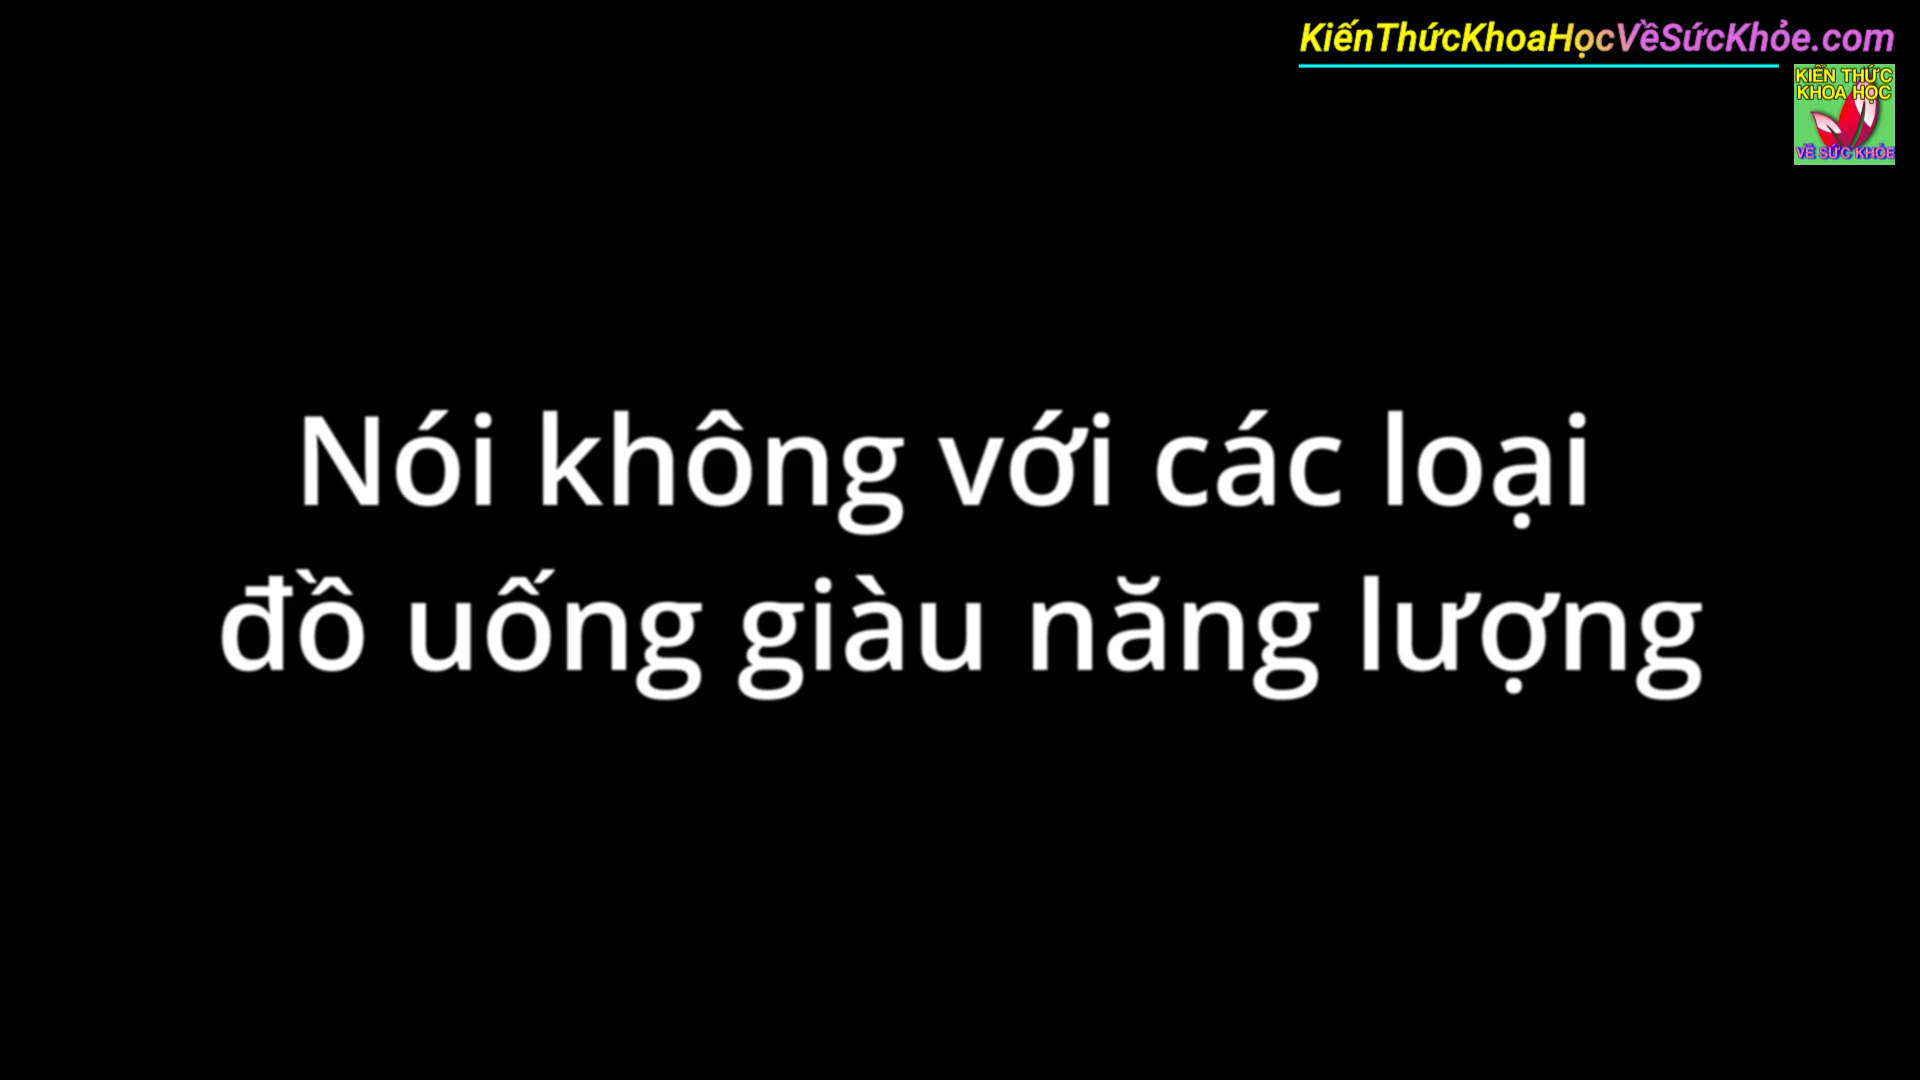 KiếnThứcKhoaHọcVềSứcKhỏe.com
KIẾN THỨC
KHOA HỌC
VỀ SỨC KHỎE
Nói không với các loại
đồ uống giàu năng lượng